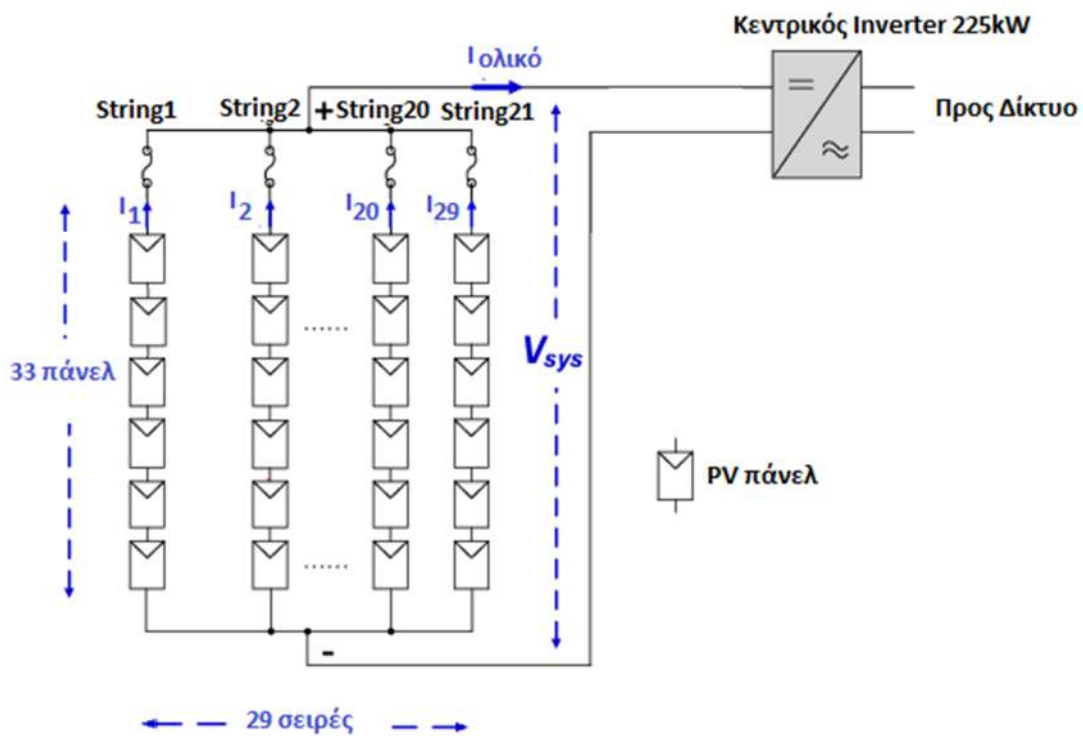 Κεντρικός Inverter 225kW
I ολικό
String1 String2 + String20 String21
Προς Δίκτυο
I1 I2 I20 I29
......
33 πάνελ
Vsys
PV πάνελ
......
-
29 σειρές